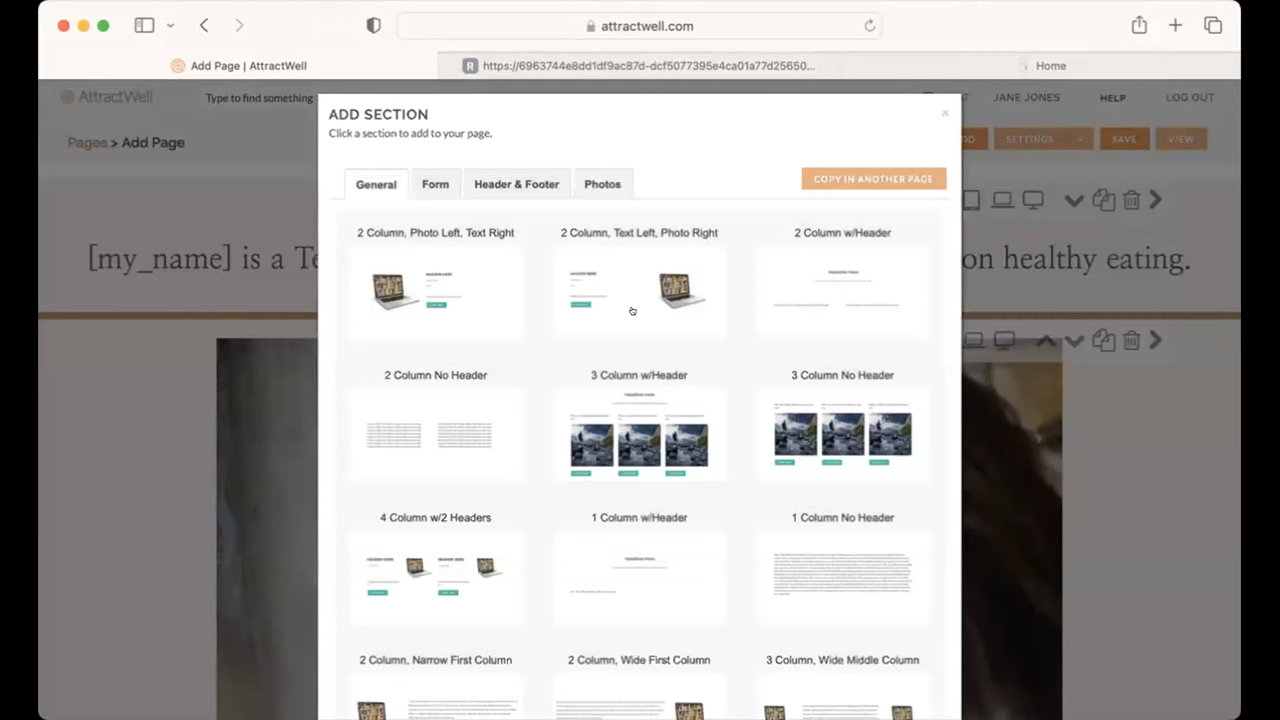 attractwell.com
Add Page | AttractWell
https://6963744e8dd1df9ac87d-dcf5077395e4ca01a77d25650...
Home
AttractWell
Type to find something
JANE JONES
HELP
LOG OUT
Pages > Add Page
SETTINGS
SAVE
VIEW
ADD SECTION
Click a section to add to your page.
General
Form
Header & Footer
Photos
COPY IN ANOTHER PAGE
[my_name] is a
on healthy eating.
2 Column, Photo Left, Text Right
2 Column, Text Left, Photo Right
2 Column w/Header
2 Column No Header
3 Column w/Header
3 Column No Header
4 Column w/2 Headers
1 Column w/Header
1 Column No Header
2 Column, Narrow First Column
2 Column, Wide First Column
3 Column, Wide Middle Column